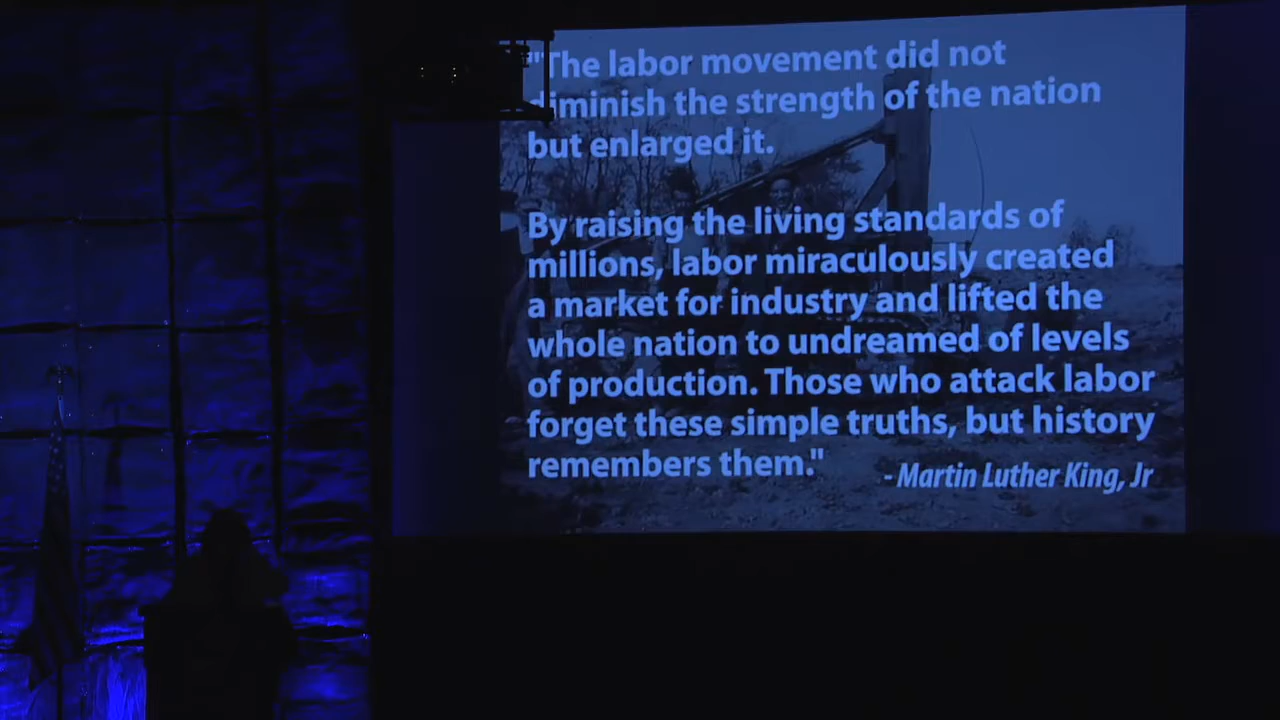 "The labor movement did not
diminish the strength of the nation
but enlarged it.
By raising the living standards of
millions, labor miraculously created
a market for industry and lifted the
whole nation to undreamed of levels
of production. Those who attack labor
forget these simple truths, but history
remembers them."
- Martin Luther King, Jr